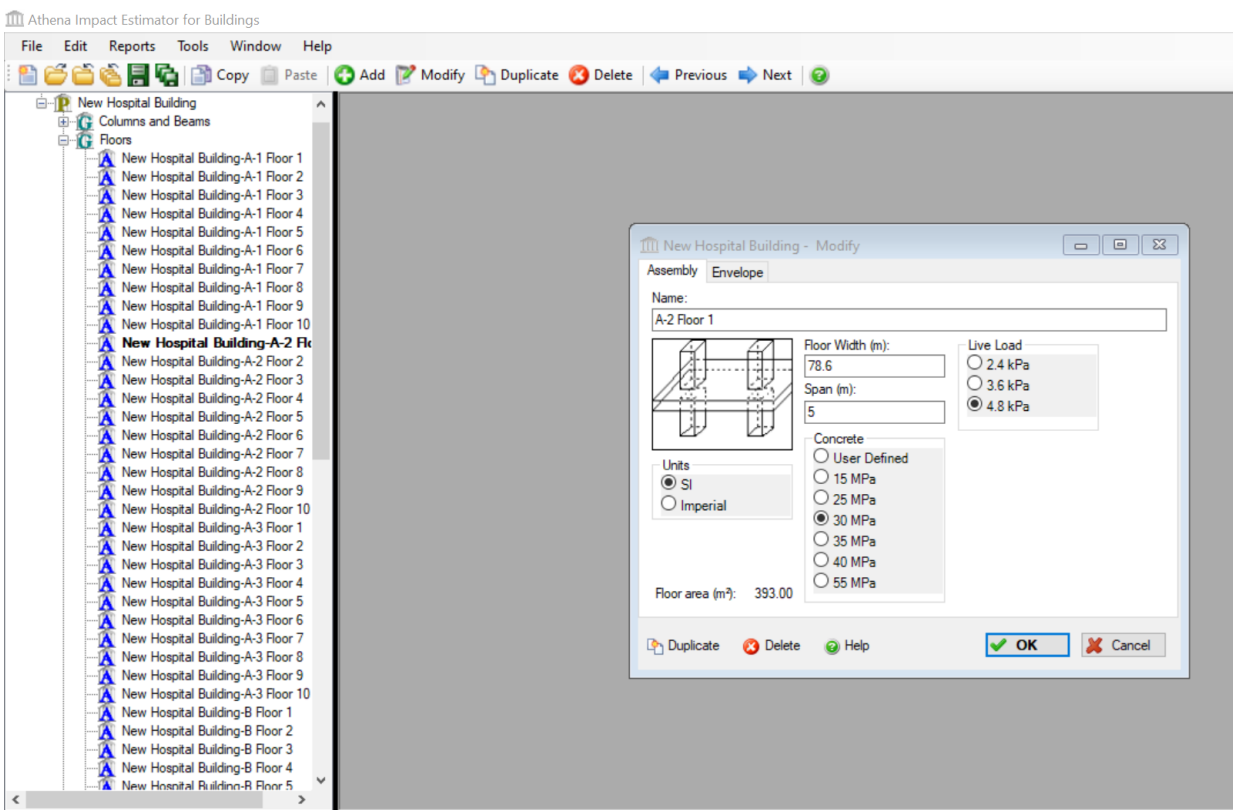 Athena Impact Estimator for Buildings
File Edit Reports Tools Window Help
Copy Paste Add Modify Duplicate Delete Previous Next
New Hospital Building
Columns and Beams
Floors
New Hospital Building-A-1 Floor 1
New Hospital Building-A-1 Floor 2
New Hospital Building-A-1 Floor 3
New Hospital Building-A-1 Floor 4
New Hospital Building-A-1 Floor 5
New Hospital Building-A-1 Floor 6
New Hospital Building-A-1 Floor 7
New Hospital Building-A-1 Floor 8
New Hospital Building-A-1 Floor 9
New Hospital Building-A-1 Floor 10
New Hospital Building-A-2 Flo
New Hospital Building-A-2 Floor 2
New Hospital Building-A-2 Floor 3
New Hospital Building-A-2 Floor 4
New Hospital Building-A-2 Floor 5
New Hospital Building-A-2 Floor 6
New Hospital Building-A-2 Floor 7
New Hospital Building-A-2 Floor 8
New Hospital Building-A-2 Floor 9
New Hospital Building-A-2 Floor 10
New Hospital Building-A-3 Floor 1
New Hospital Building-A-3 Floor 2
New Hospital Building-A-3 Floor 3
New Hospital Building-A-3 Floor 4
New Hospital Building-A-3 Floor 5
New Hospital Building-A-3 Floor 6
New Hospital Building-A-3 Floor 7
New Hospital Building-A-3 Floor 8
New Hospital Building-A-3 Floor 9
New Hospital Building-A-3 Floor 10
New Hospital Building-B Floor 1
New Hospital Building-B Floor 2
New Hospital Building-B Floor 3
New Hospital Building-B Floor 4
New Hospital Building-B Floor 5
New Hospital Building - Modify
Assembly Envelope
Name:
A-2 Floor 1
Floor Width (m):
78.6
Span (m):
5
Live Load
2.4 kPa
3.6 kPa
4.8 kPa
Units
SI
Imperial
Concrete
User Defined
15 MPa
25 MPa
30 MPa
35 MPa
40 MPa
55 MPa
Floor area (m²): 393.00
Duplicate Delete Help OK Cancel